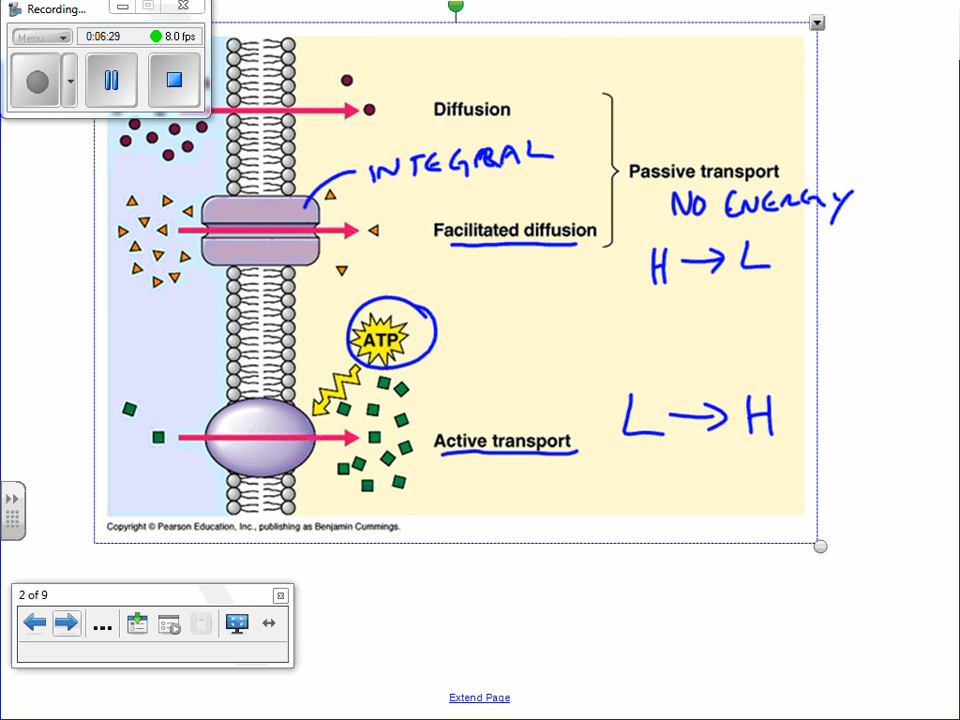 Recording...
Menu
0:06:29
8.0 fps
Diffusion
INTEGRAL
Passive transport
NO ENERGY
Facilitated diffusion
H → L
ATP
L → H
Active transport
Copyright © Pearson Education, Inc., publishing as Benjamin Cummings.
2 of 9
...
Extend Page